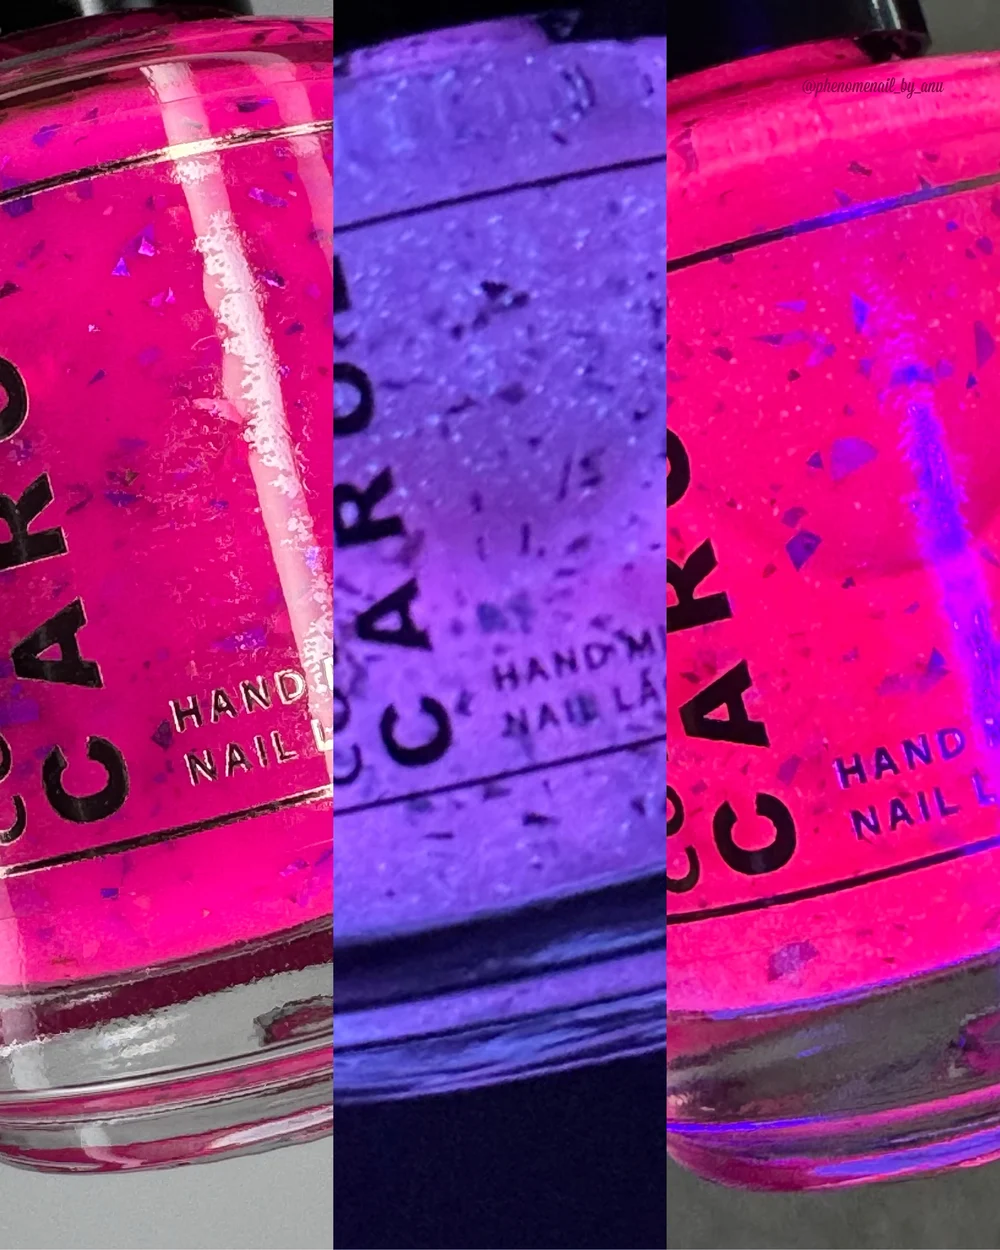 @phenomenail_by_anu
CARO
HAND
NAIL L
CARO
HAND M
NAIL LA
CARO
HAND
NAIL L